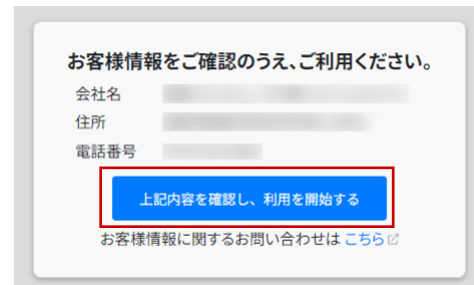 お客様情報をご確認のうえ、ご利用ください。
会社名
住所
電話番号
上記内容を確認し、利用を開始する
お客様情報に関するお問い合わせは こちら